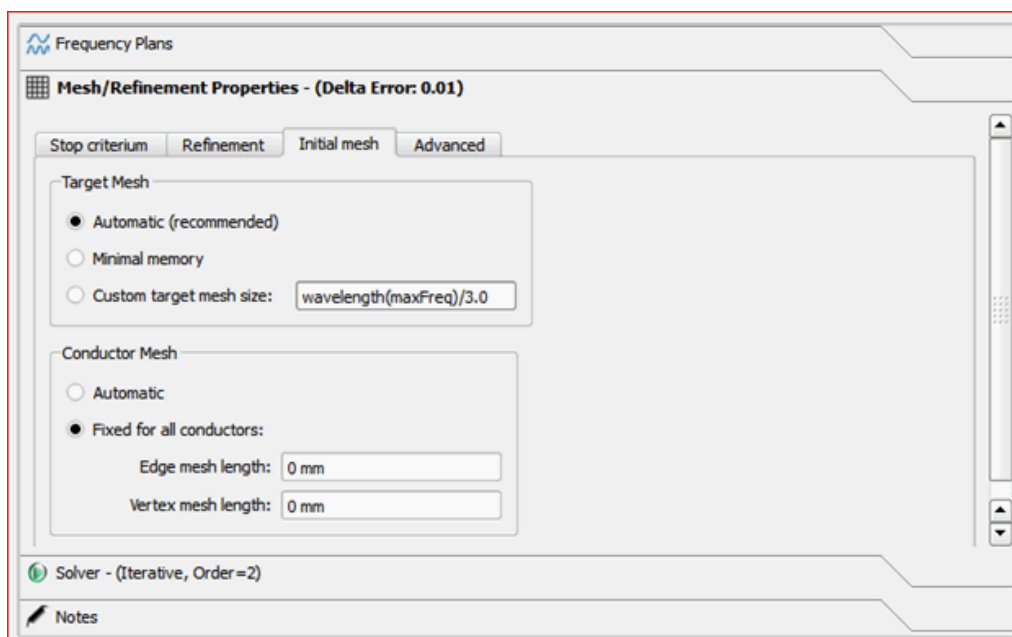 Frequency Plans
Mesh/Refinement Properties - (Delta Error: 0.01)
Stop criterium Refinement Initial mesh Advanced
Target Mesh
Automatic (recommended)
Minimal memory
Custom target mesh size: wavelength(maxFreq)/3.0
Conductor Mesh
Automatic
Fixed for all conductors:
Edge mesh length: 0 mm
Vertex mesh length: 0 mm
Solver - (Iterative, Order=2)
Notes